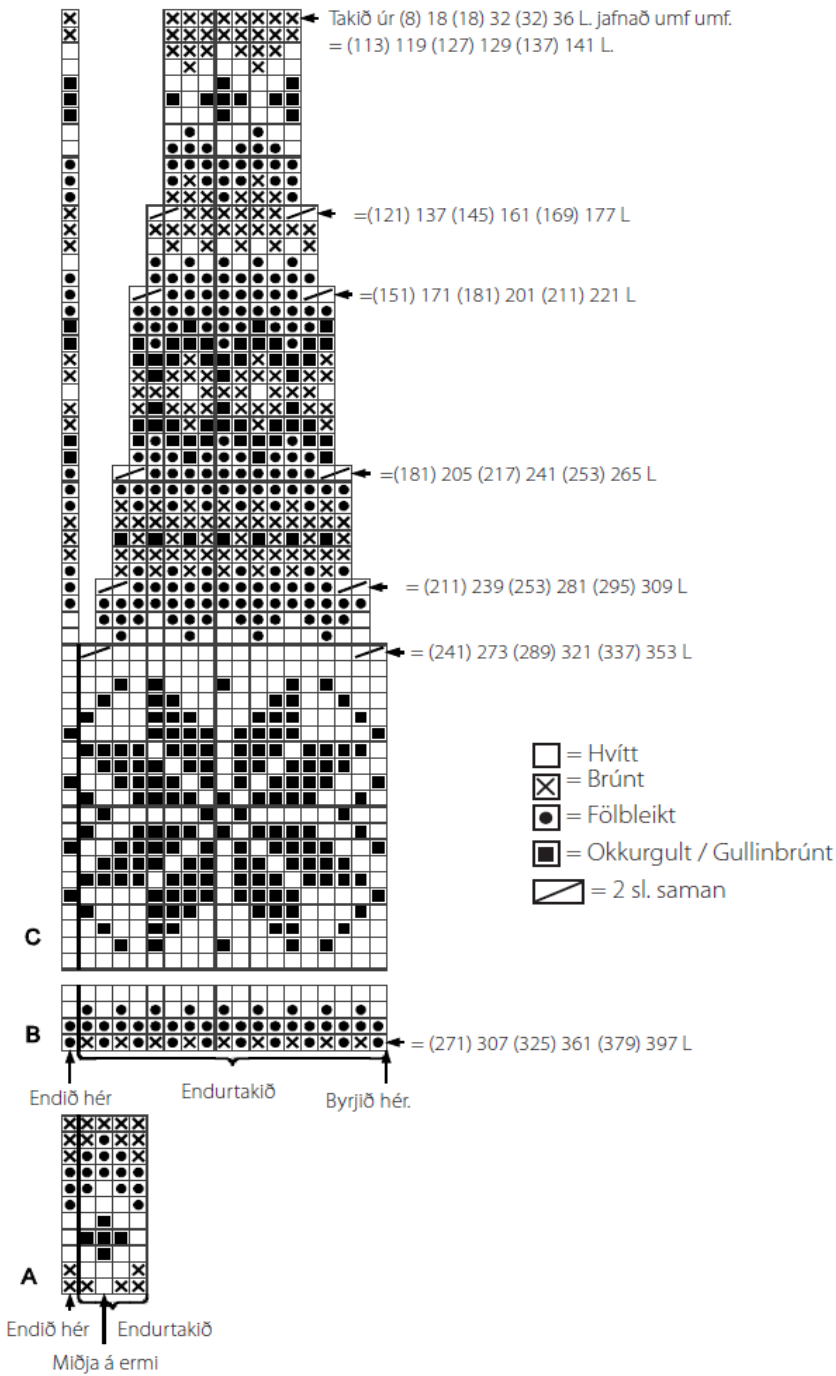 Takið úr (8) 18 (18) 32 (32) 36 L. jafnað umf umf.
= (113) 119 (127) 129 (137) 141 L.
=(121) 137 (145) 161 (169) 177 L
=(151) 171 (181) 201 (211) 221 L
=(181) 205 (217) 241 (253) 265 L
= (211) 239 (253) 281 (295) 309 L
= (241) 273 (289) 321 (337) 353 L
= Hvítt
= Brúnt
= Fölbleikt
= Okkurgult / Gullinbrúnt
= 2 sl. saman
C
B
= (271) 307 (325) 361 (379) 397 L
Endið hér
Endurtakið
Byrjið hér.
A
Endið hér
Endurtakið
Miðja á ermi